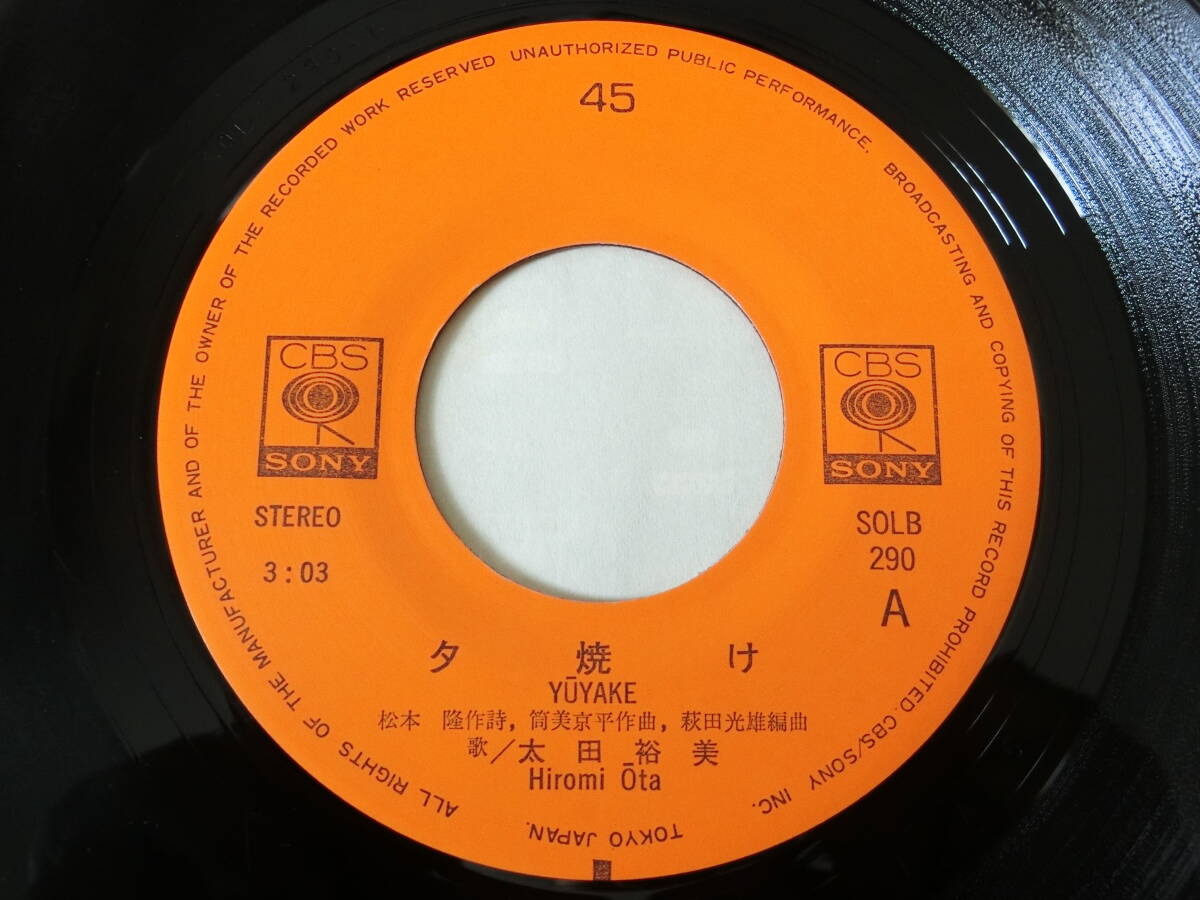 ALL RIGHTS OF THE MANUFACTURER AND OF THE OWNER OF THE RECORDED WORK RESERVED UNAUTHORIZED PUBLIC PERFORMANCE, BROADCASTING AND COPYING OF THIS RECORD PROHIBITED. CBS/SONY INC. TOKYO JAPAN.
45
CBS
SONY
CBS
SONY
STEREO
3:03
SOLB
290
A
夕焼け
YŪYAKE
松本 隆作詩, 筒美京平作曲, 萩田光雄編曲
歌/太田裕美
Hiromi Ōta